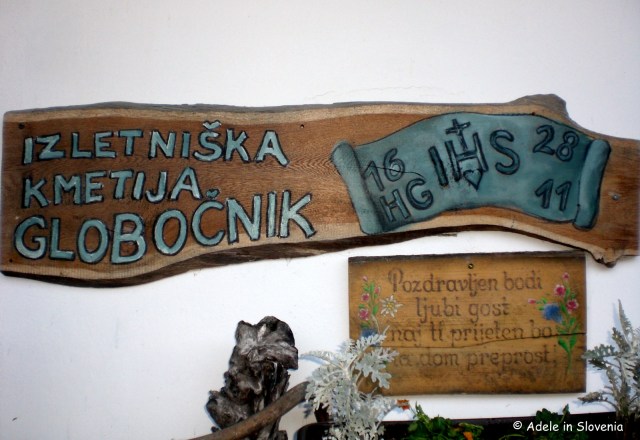 IZLETNIŠKA
KMETIJA
GLOBOČNIK
16 IHS 28
HG 11
Pozdravljen bodi
ljubi gost
naj ti prijeten bo
ta dom preprost.
© Adele in Slovenia